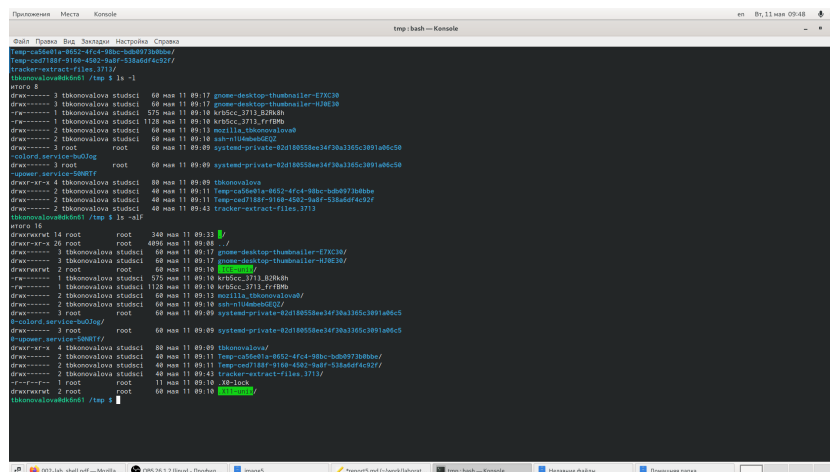 Приложения Места Konsole en Вт, 11 мая 09:48
tmp : bash — Konsole
Файл Правка Вид Закладки Настройка Справка
Temp-ca56e01a-0652-4fc4-98bc-bdb0973b0bbe/
Temp-ced7188f-9160-4502-9a8f-538a6df4c92f/
tracker-extract-files.3713/
tbkonovalova@dk6n61 /tmp $ ls -l
итого 8
drwx------ 3 tbkonovalova studsci 60 мая 11 09:17 gnome-desktop-thumbnailer-E7XC30
drwx------ 3 tbkonovalova studsci 60 мая 11 09:17 gnome-desktop-thumbnailer-HJ0E30
-rw------- 1 tbkonovalova studsci 575 мая 11 09:10 krb5cc_3713_B2Rk8h
-rw------- 1 tbkonovalova studsci 1128 мая 11 09:10 krb5cc_3713_frfBMb
drwx------ 2 tbkonovalova studsci 60 мая 11 09:13 mozilla_tbkonovalova0
drwx------ 2 tbkonovalova studsci 60 мая 11 09:10 ssh-n1U4mbebGEQZ
drwx------ 3 root root 60 мая 11 09:09 systemd-private-02d180558ee34f30a3365c3091a06c50
-colord.service-buOJog
drwx------ 3 root root 60 мая 11 09:09 systemd-private-02d180558ee34f30a3365c3091a06c50
-upower.service-50NRTf
drwxr-xr-x 4 tbkonovalova studsci 80 мая 11 09:09 tbkonovalova
drwx------ 2 tbkonovalova studsci 40 мая 11 09:11 Temp-ca56e01a-0652-4fc4-98bc-bdb0973b0bbe
drwx------ 2 tbkonovalova studsci 40 мая 11 09:11 Temp-ced7188f-9160-4502-9a8f-538a6df4c92f
drwx------ 2 tbkonovalova studsci 40 мая 11 09:43 tracker-extract-files.3713
tbkonovalova@dk6n61 /tmp $ ls -alF
итого 16
drwxrwxrwt 14 root root 340 мая 11 09:33 ./
drwxr-xr-x 26 root root 4096 мая 11 09:08 ../
drwx------ 3 tbkonovalova studsci 60 мая 11 09:17 gnome-desktop-thumbnailer-E7XC30/
drwx------ 3 tbkonovalova studsci 60 мая 11 09:17 gnome-desktop-thumbnailer-HJ0E30/
drwxrwxrwt 2 root root 60 мая 11 09:10 .ICE-unix/
-rw------- 1 tbkonovalova studsci 575 мая 11 09:10 krb5cc_3713_B2Rk8h
-rw------- 1 tbkonovalova studsci 1128 мая 11 09:10 krb5cc_3713_frfBMb
drwx------ 2 tbkonovalova studsci 60 мая 11 09:13 mozilla_tbkonovalova0/
drwx------ 2 tbkonovalova studsci 60 мая 11 09:10 ssh-n1U4mbebGEQZ/
drwx------ 3 root root 60 мая 11 09:09 systemd-private-02d180558ee34f30a3365c3091a06c5
0-colord.service-buOJog/
drwx------ 3 root root 60 мая 11 09:09 systemd-private-02d180558ee34f30a3365c3091a06c5
0-upower.service-50NRTf/
drwxr-xr-x 4 tbkonovalova studsci 80 мая 11 09:09 tbkonovalova/
drwx------ 2 tbkonovalova studsci 40 мая 11 09:11 Temp-ca56e01a-0652-4fc4-98bc-bdb0973b0bbe/
drwx------ 2 tbkonovalova studsci 40 мая 11 09:11 Temp-ced7188f-9160-4502-9a8f-538a6df4c92f/
drwx------ 2 tbkonovalova studsci 40 мая 11 09:43 tracker-extract-files.3713/
-r--r--r-- 1 root root 11 мая 11 09:10 .X0-lock
drwxrwxrwt 2 root root 60 мая 11 09:10 .X11-unix/
tbkonovalova@dk6n61 /tmp $
002-lab_shell.pdf — Mozilla OBS 26.1.2 (linux) - Профил image5 tmp : bash — Konsole Недавние файлы Домашняя папка